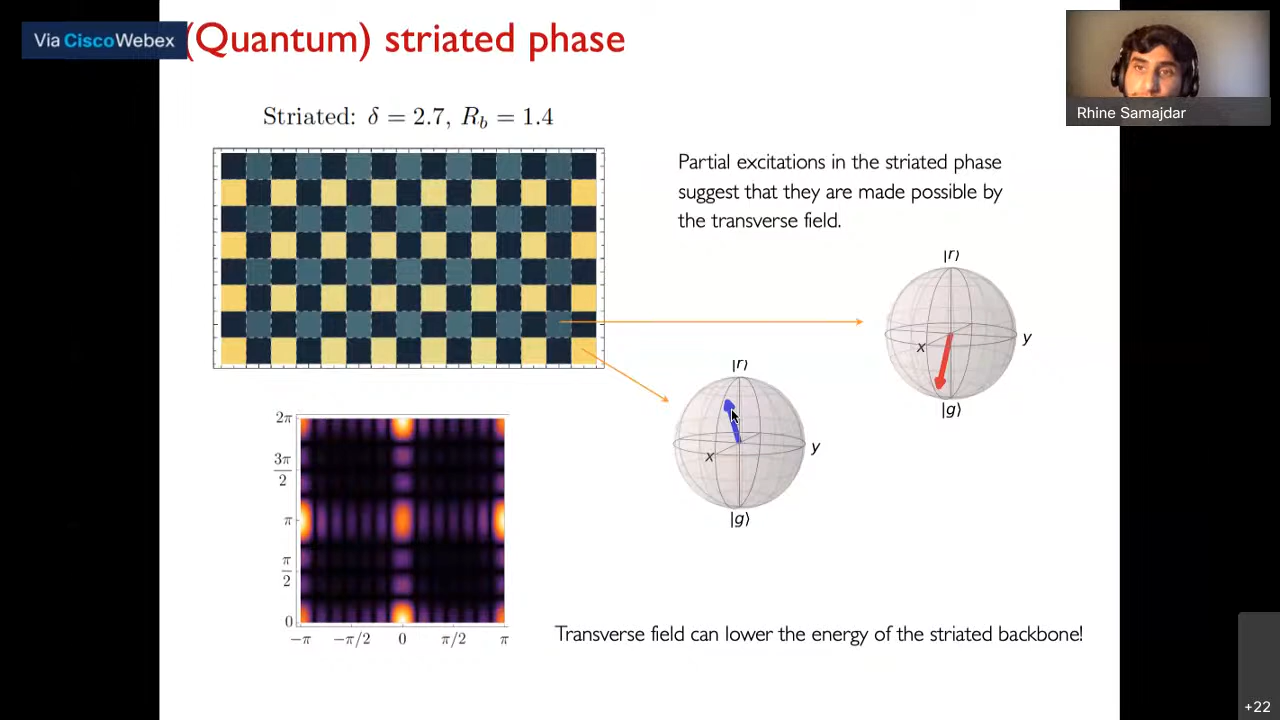 Via Cisco Webex
(Quantum) striated phase
Rhine Samajdar
Striated: δ = 2.7, R_b = 1.4
Partial excitations in the striated phase
suggest that they are made possible by
the transverse field.
|r⟩
x
y
|g⟩
|r⟩
x
y
|g⟩
2π
3π/2
π
π/2
0
−π
−π/2
0
π/2
π
Transverse field can lower the energy of the striated backbone!
+22